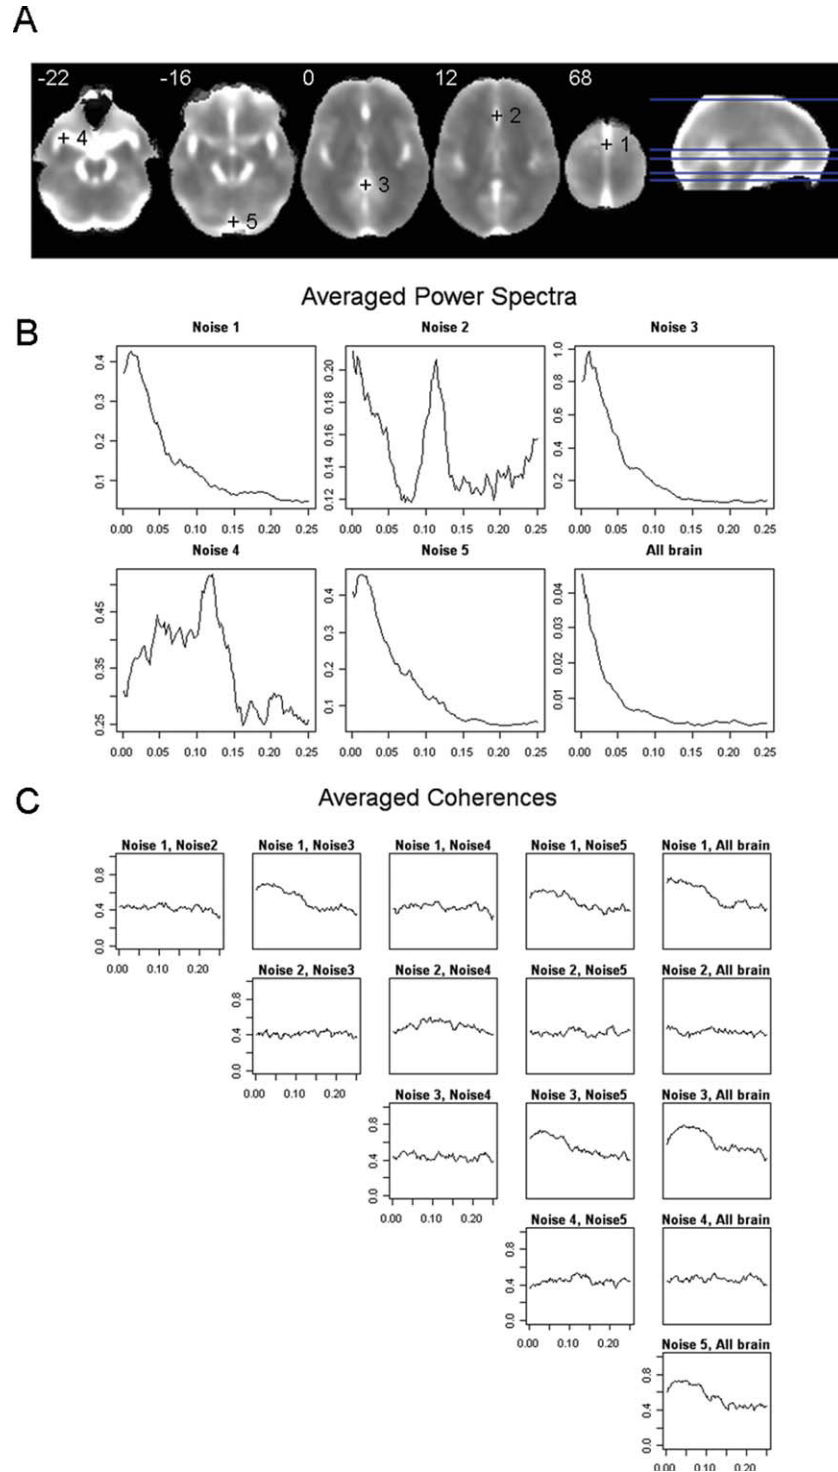 A
-22 -16 0 12 68
+ 4 + 5 + 3 + 2 + 1
Averaged Power Spectra
B
Noise 1 Noise 2 Noise 3
0.4 0.3 0.2 0.1
0.20 0.18 0.16 0.14 0.12
1.0 0.8 0.6 0.4 0.2
0.00 0.05 0.10 0.15 0.20 0.25 0.00 0.05 0.10 0.15 0.20 0.25 0.00 0.05 0.10 0.15 0.20 0.25
Noise 4 Noise 5 All brain
0.45 0.35 0.25
0.4 0.3 0.2 0.1
0.04 0.03 0.02 0.01
0.00 0.05 0.10 0.15 0.20 0.25 0.00 0.05 0.10 0.15 0.20 0.25 0.00 0.05 0.10 0.15 0.20 0.25
C
Averaged Coherences
Noise 1, Noise2 Noise 1, Noise3 Noise 1, Noise4 Noise 1, Noise5 Noise 1, All brain
0.8 0.4 0.0
0.00 0.10 0.20
Noise 2, Noise3 Noise 2, Noise4 Noise 2, Noise5 Noise 2, All brain
0.8 0.4 0.0
0.00 0.10 0.20
Noise 3, Noise4 Noise 3, Noise5 Noise 3, All brain
0.8 0.4 0.0
0.00 0.10 0.20
Noise 4, Noise5 Noise 4, All brain
0.8 0.4 0.0
0.00 0.10 0.20
Noise 5, All brain
0.8 0.4 0.0
0.00 0.10 0.20